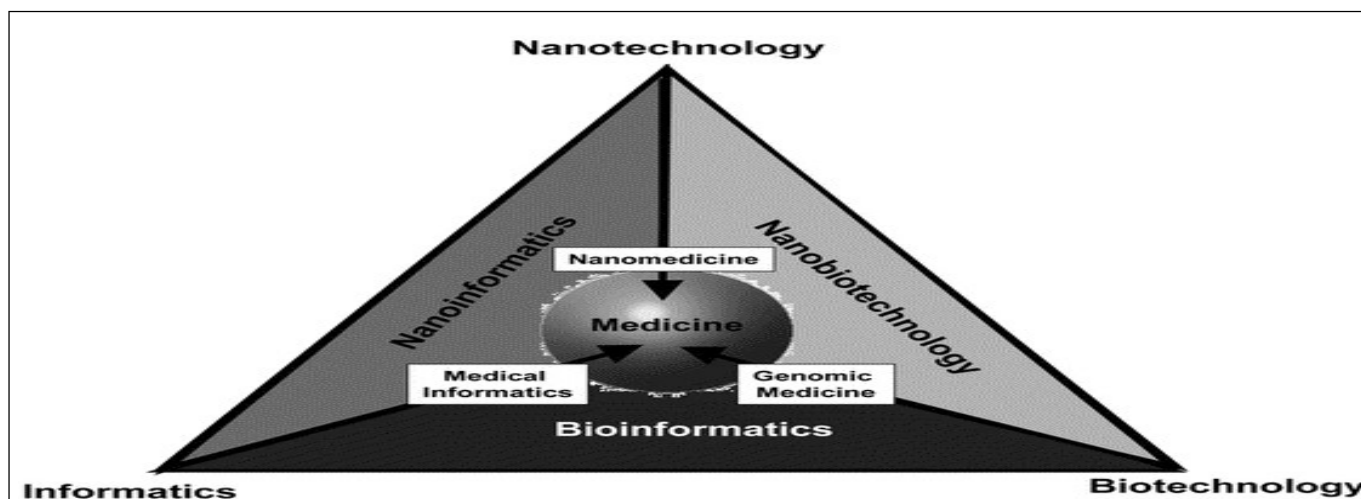 Nanotechnology
Nanoinformatics
Nanobiotechnology
Nanomedicine
Medicine
Medical
Informatics
Genomic
Medicine
Bioinformatics
Informatics
Biotechnology